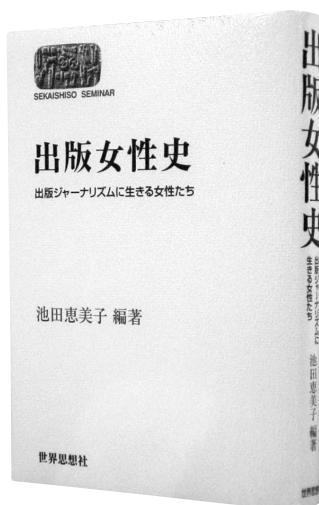 SEKAISHISO SEMINAR
出版女性史
出版ジャーナリズムに生きる女性たち
池田恵美子 編著
世界思想社
出版女性史
出版ジャーナリズムに
生きる女性たち
池田恵美子 編著